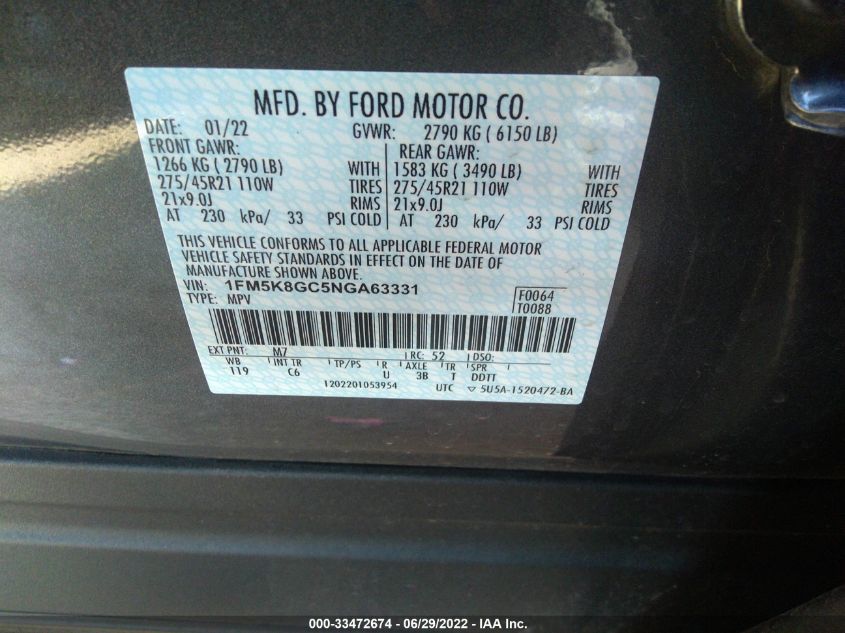 MFD. BY FORD MOTOR CO.
DATE: 01/22 GVWR: 2790 KG ( 6150 LB)
FRONT GAWR: REAR GAWR:
1266 KG ( 2790 LB) WITH 1583 KG ( 3490 LB) WITH
275/45R21 110W TIRES 275/45R21 110W TIRES
21x9.0J RIMS 21x9.0J RIMS
AT 230 kPa/ 33 PSI COLD AT 230 kPa/ 33 PSI COLD
THIS VEHICLE CONFORMS TO ALL APPLICABLE FEDERAL MOTOR
VEHICLE SAFETY STANDARDS IN EFFECT ON THE DATE OF
MANUFACTURE SHOWN ABOVE.
VIN: 1FM5K8GC5NGA63331 F0064
TYPE: MPV T0088
EXT PNT: M7 RC: 52 DSO:
WB INT TR TP/PS R AXLE TR SPR
119 C6 U 3B T DDTT
1202201053954 UTC ▽ 5U5A-1520472-BA
000-33472674 - 06/29/2022 - IAA Inc.